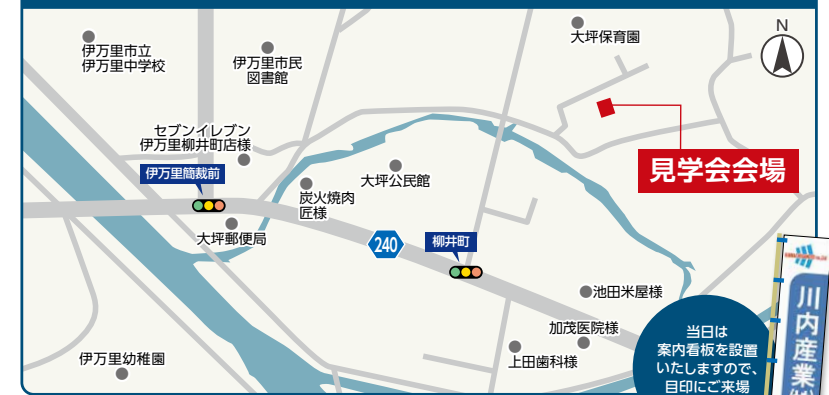 伊万里市立
伊万里中学校
伊万里市民
図書館
大坪保育園
N
セブンイレブン
伊万里柳井町店様
伊万里簡裁前
炭火焼肉
匠様
大坪公民館
見学会会場
大坪郵便局
240
柳井町
池田米屋様
加茂医院様
上田歯科様
伊万里幼稚園
当日は
案内看板を設置
いたしますので、
目印にご来場
川内産業